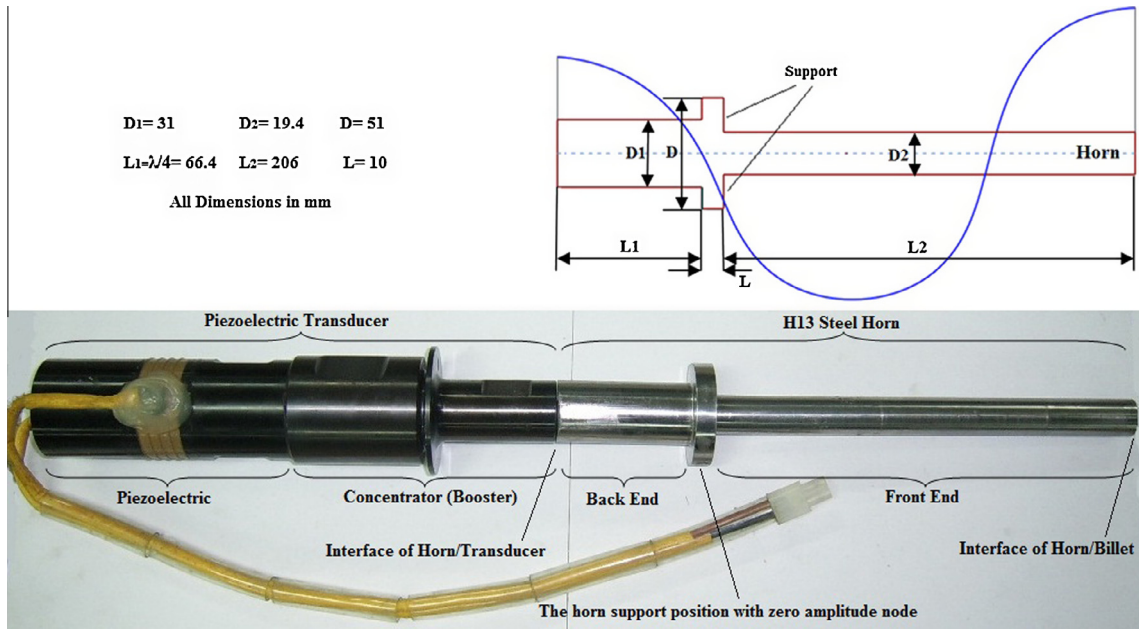 D1= 31 D2= 19.4 D= 51
L1=λ/4= 66.4 L2= 206 L= 10
All Dimensions in mm
Support
D1 D D2 Horn
L1 L2
L
Piezoelectric Transducer H13 Steel Horn
Piezoelectric Concentrator (Booster) Back End Front End
Interface of Horn/Transducer Interface of Horn/Billet
The horn support position with zero amplitude node